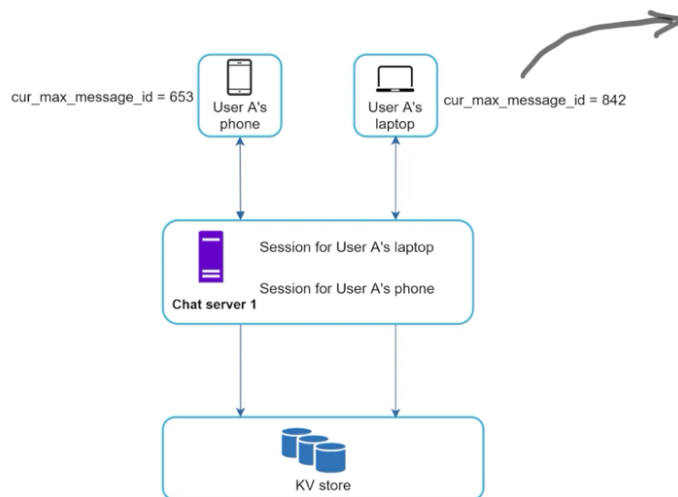 cur_max_message_id = 653
User A's
phone
User A's
laptop
cur_max_message_id = 842
Session for User A's laptop
Session for User A's phone
Chat server 1
KV store